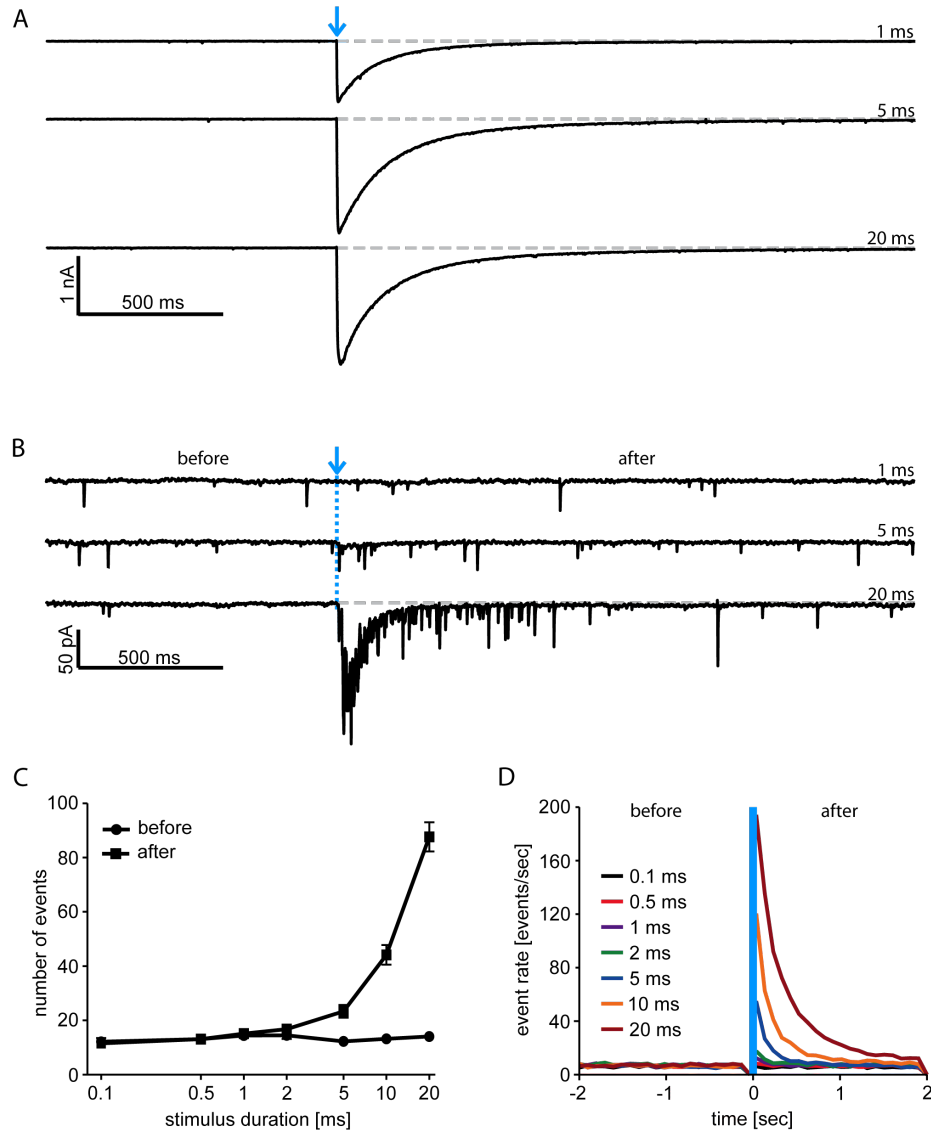 A
1 ms
5 ms
20 ms
1 nA
500 ms
B
before
after
1 ms
5 ms
20 ms
50 pA
500 ms
C
100
80
60
40
20
0
number of events
before
after
0.1
0.5
1
2
5
10
20
stimulus duration [ms]
D
200
160
120
80
40
0
event rate [events/sec]
before
after
0.1 ms
0.5 ms
1 ms
2 ms
5 ms
10 ms
20 ms
-2
-1
0
1
2
time [sec]